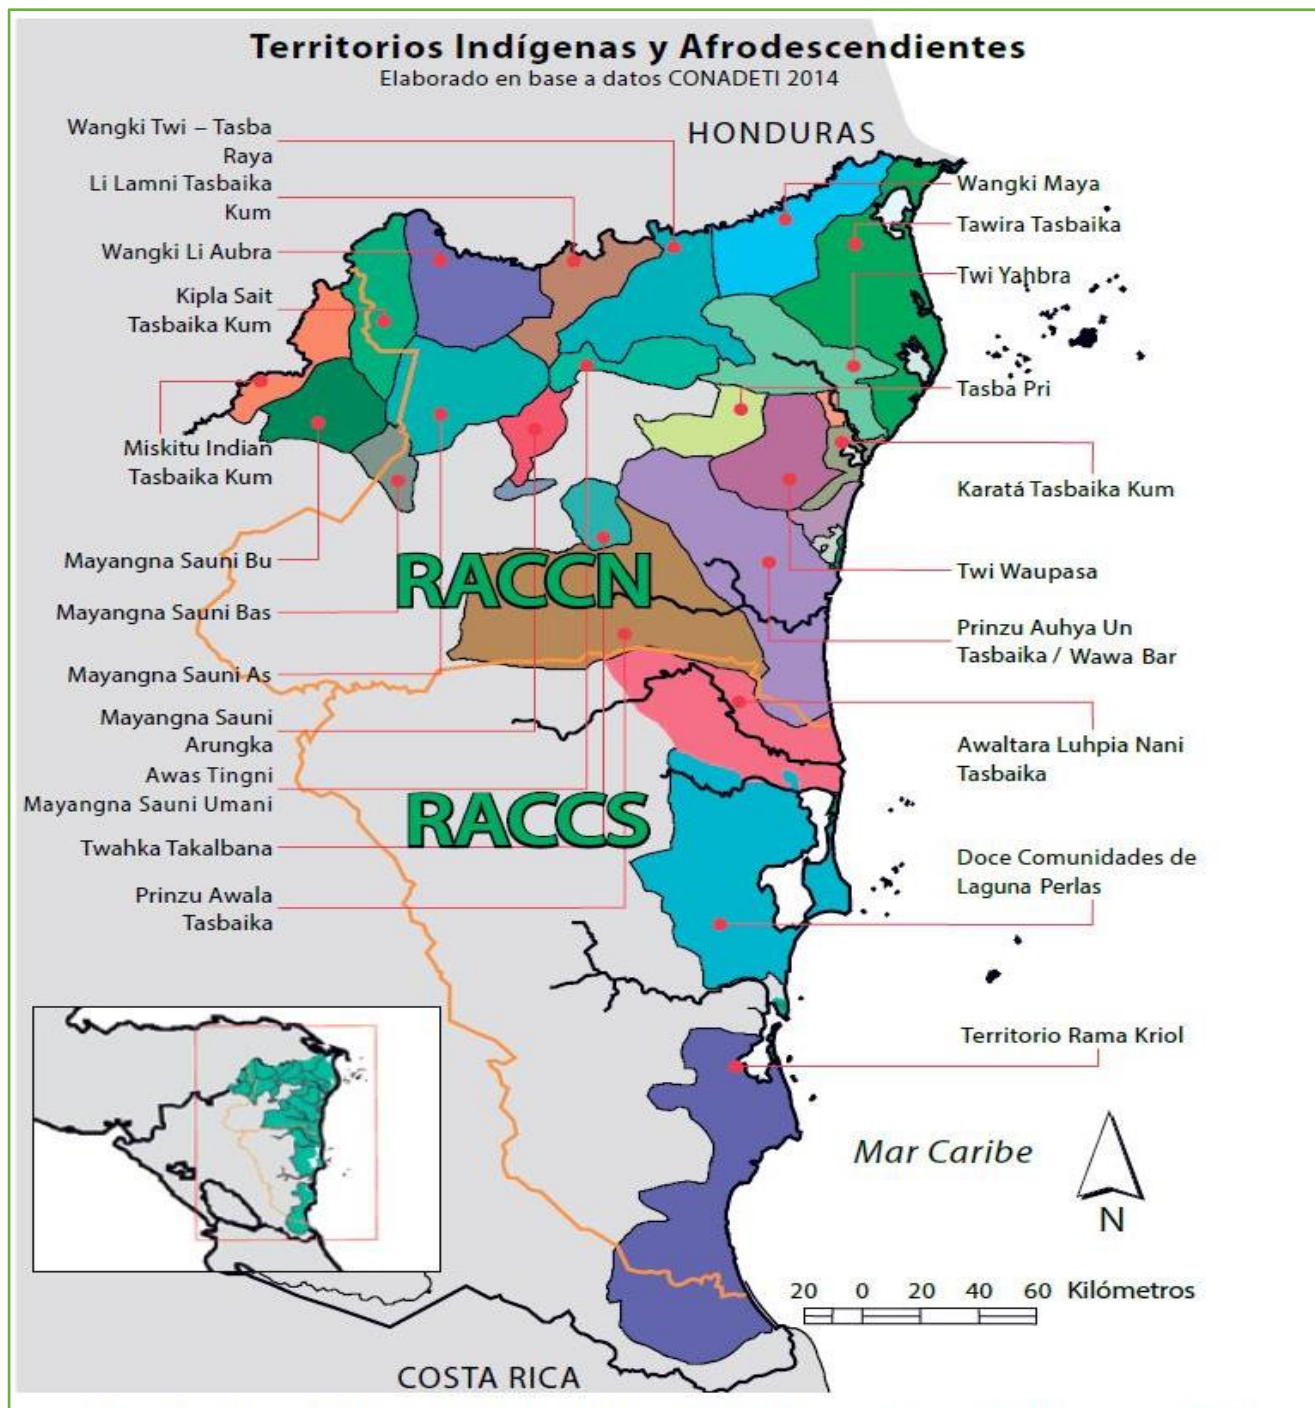 Territorios Indígenas y Afrodescendientes
Elaborado en base a datos CONADETI 2014
HONDURAS
Wangki Twi – Tasba
Raya
Li Lamni Tasbaika
Kum
Wangki Li Aubra
Kipla Sait
Tasbaika Kum
Miskitu Indian
Tasbaika Kum
Mayangna Sauni Bu
Mayangna Sauni Bas
Mayangna Sauni As
Mayangna Sauni
Arungka
Awas Tingni
Mayangna Sauni Umani
Twahka Takalbana
Prinzu Awala
Tasbaika
Wangki Maya
Tawira Tasbaika
Twi Yahbra
Tasba Pri
Karatá Tasbaika Kum
Twi Waupasa
Prinzu Auhya Un
Tasbaika / Wawa Bar
Awaltara Luhpia Nani
Tasbaika
Doce Comunidades de
Laguna Perlas
Territorio Rama Kriol
RACCN
RACCS
Mar Caribe
N
20 0 20 40 60 Kilómetros
COSTA RICA